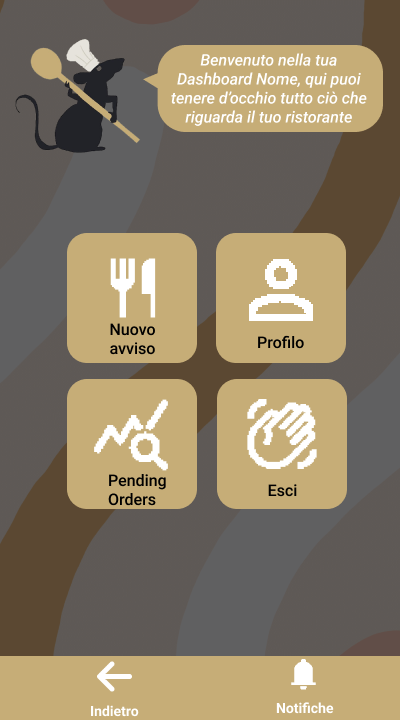 Benvenuto nella tua
Dashboard Nome, qui puoi
tenere d'occhio tutto ciò che
riguarda il tuo ristorante
Nuovo
avviso
Profilo
Pending
Orders
Esci
Indietro
Notifiche